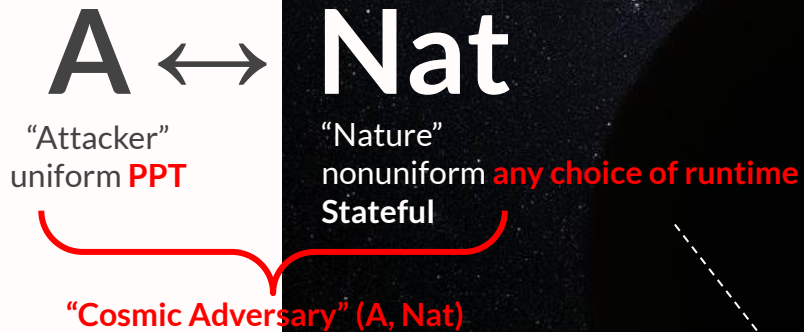 A ↔ Nat
“Attacker”
uniform PPT
“Nature”
nonuniform any choice of runtime
Stateful
“Cosmic Adversary” (A, Nat)